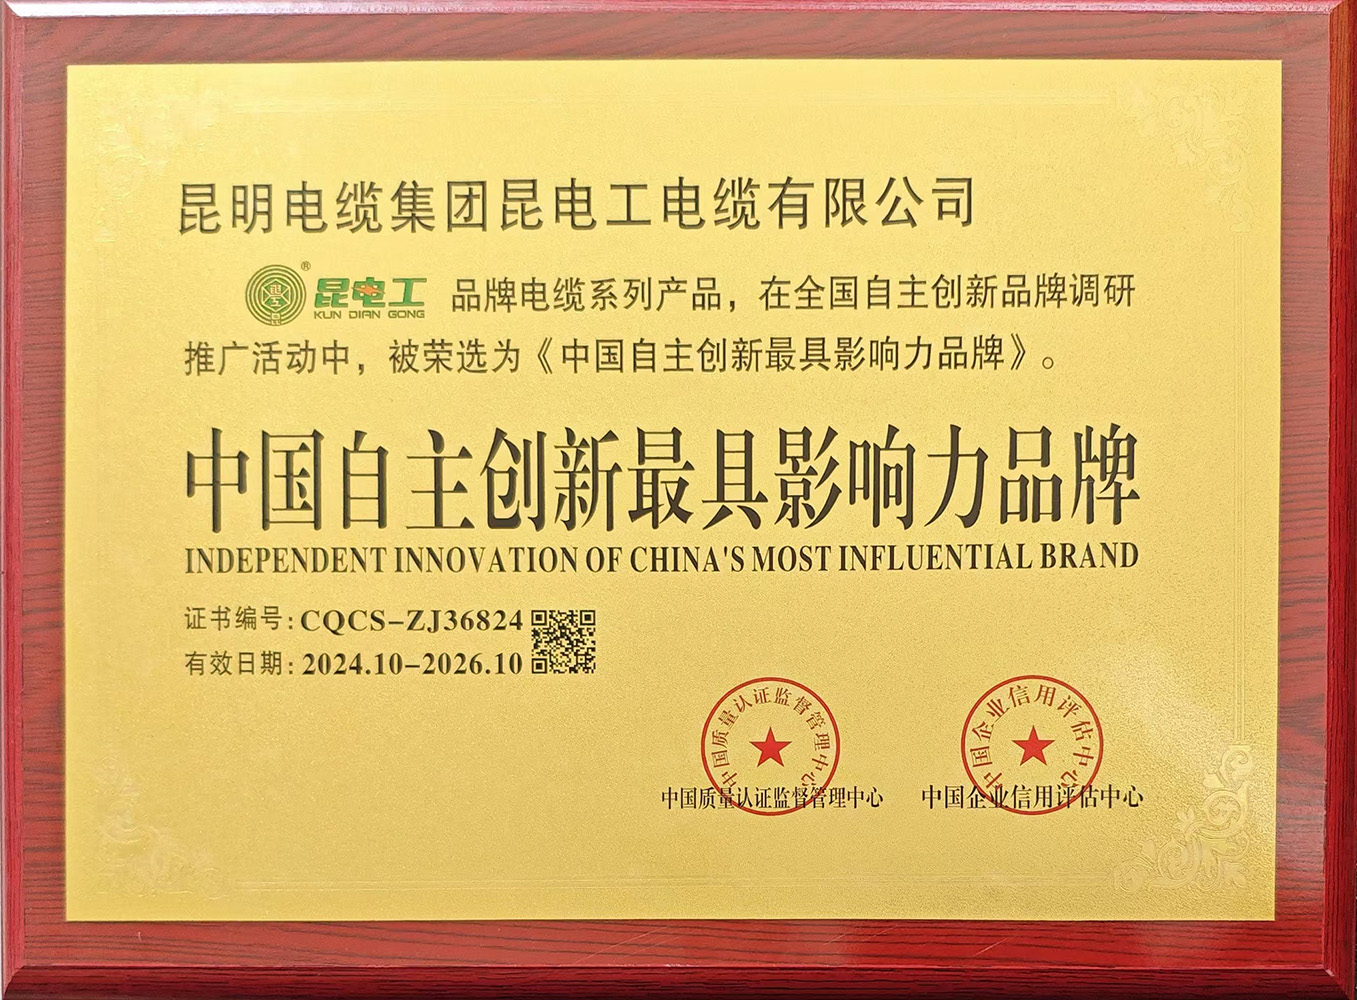 昆明电缆集团昆电工电缆有限公司
® 昆电工 KUN DIAN GONG 品牌电缆系列产品，在全国自主创新品牌调研
推广活动中，被荣选为《中国自主创新最具影响力品牌》。
中国自主创新最具影响力品牌
INDEPENDENT INNOVATION OF CHINA'S MOST INFLUENTIAL BRAND
证书编号:CQCS-ZJ36824
有效日期:2024.10-2026.10
中国质量认证监督管理中心
中国企业信用评估中心
中国质量认证监督管理中心 中国企业信用评估中心